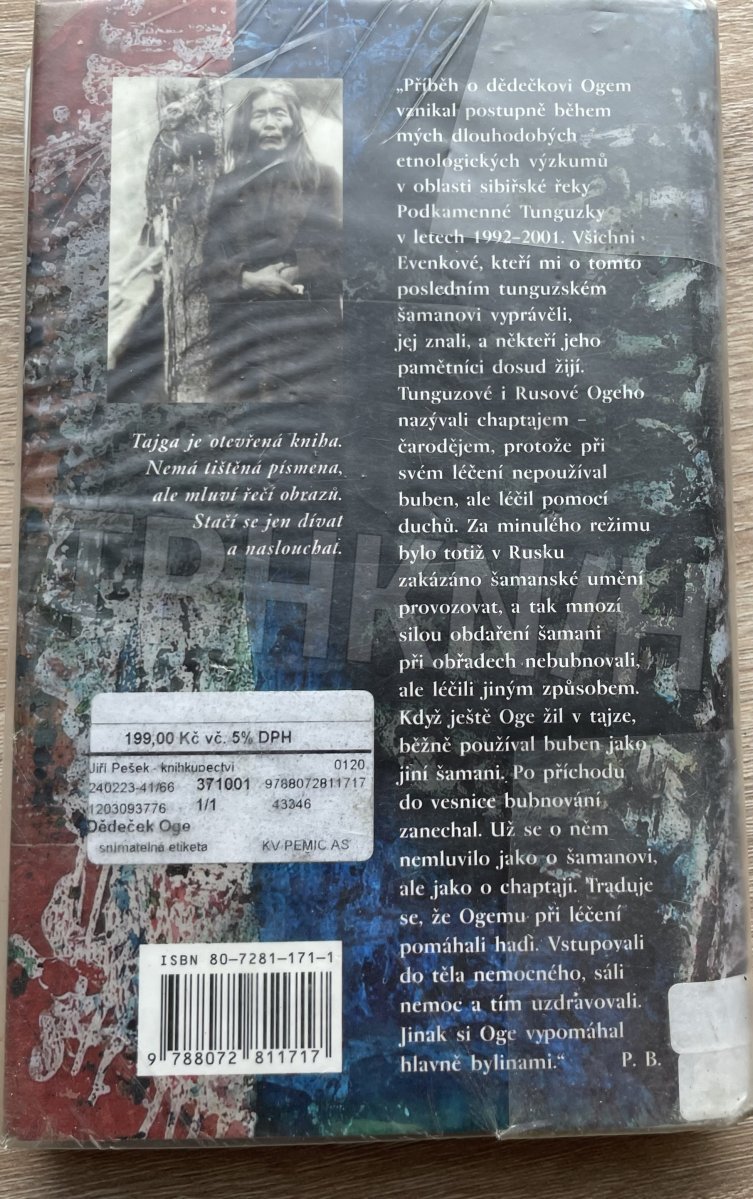 „Příběh o dědečkovi Ogem
vznikal postupně během
mých dlouhodobých
etnologických výzkumů
v oblasti sibiřské řeky
Podkamenné Tunguzky
v letech 1992–2001. Všichni
Evenkové, kteří mi o tomto
posledním tunguzském
šamanovi vyprávěli,
jej znali, a někteří jeho
pamětníci dosud žijí.
Tunguzové i Rusové Ogeho
nazývali chaptajem –
čarodějem, protože při
svém léčení nepoužíval
buben, ale léčil pomocí
duchů. Za minulého režimu
bylo totiž v Rusku
zakázáno šamanské umění
provozovat, a tak mnozí
silou obdaření šamani
při obřadech nebubnovali,
ale léčili jiným způsobem.
Když ještě Oge žil v tajze,
běžně používal buben jako
jiní šamani. Po příchodu
do vesnice bubnování
zanechal. Už se o něm
nemluvilo jako o šamanovi,
ale jako o chaptaji. Traduje
se, že Ogemu při léčení
pomáhali hadi. Vstupovali
do těla nemocného, sáli
nemoc a tím uzdravovali.
Jinak si Oge vypomáhal
hlavně bylinami.“ P. B.
Tajga je otevřená kniha.
Nemá tištěná písmena,
ale mluví řečí obrazů.
Stačí se jen dívat
a naslouchat.
TRHKNIH
199,00 Kč vč. 5% DPH
Jiří Pešek - knihkupectví 0120
240223-41/66 371001 9788072811717
1203093776 1/1 43346
Dědeček Oge
snímatelná etiketa KV PEMIC AS
ISBN 80-7281-171-1
9 788072 811717